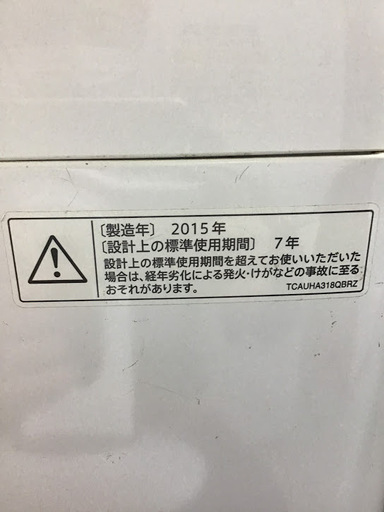 〔製造年〕 2015年
〔設計上の標準使用期間〕 7年
設計上の標準使用期間を超えてお使いいただいた
場合は、経年劣化による発火・けがなどの事故に至る
おそれがあります。
TCAUHA318QBRZ